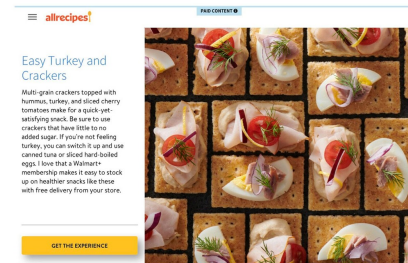 PAID CONTENT
allrecipes
Easy Turkey and
Crackers
Multi-grain crackers topped with
hummus, turkey, and sliced cherry
tomatoes make for a quick-yet-
satisfying snack. Be sure to use
crackers that have little to no
added sugar. If you're not feeling
turkey, you can switch it up and use
canned tuna or sliced hard-boiled
eggs. I love that a Walmart+
membership makes it easy to stock
up on healthier snacks like these
with free delivery from your store.
GET THE EXPERIENCE